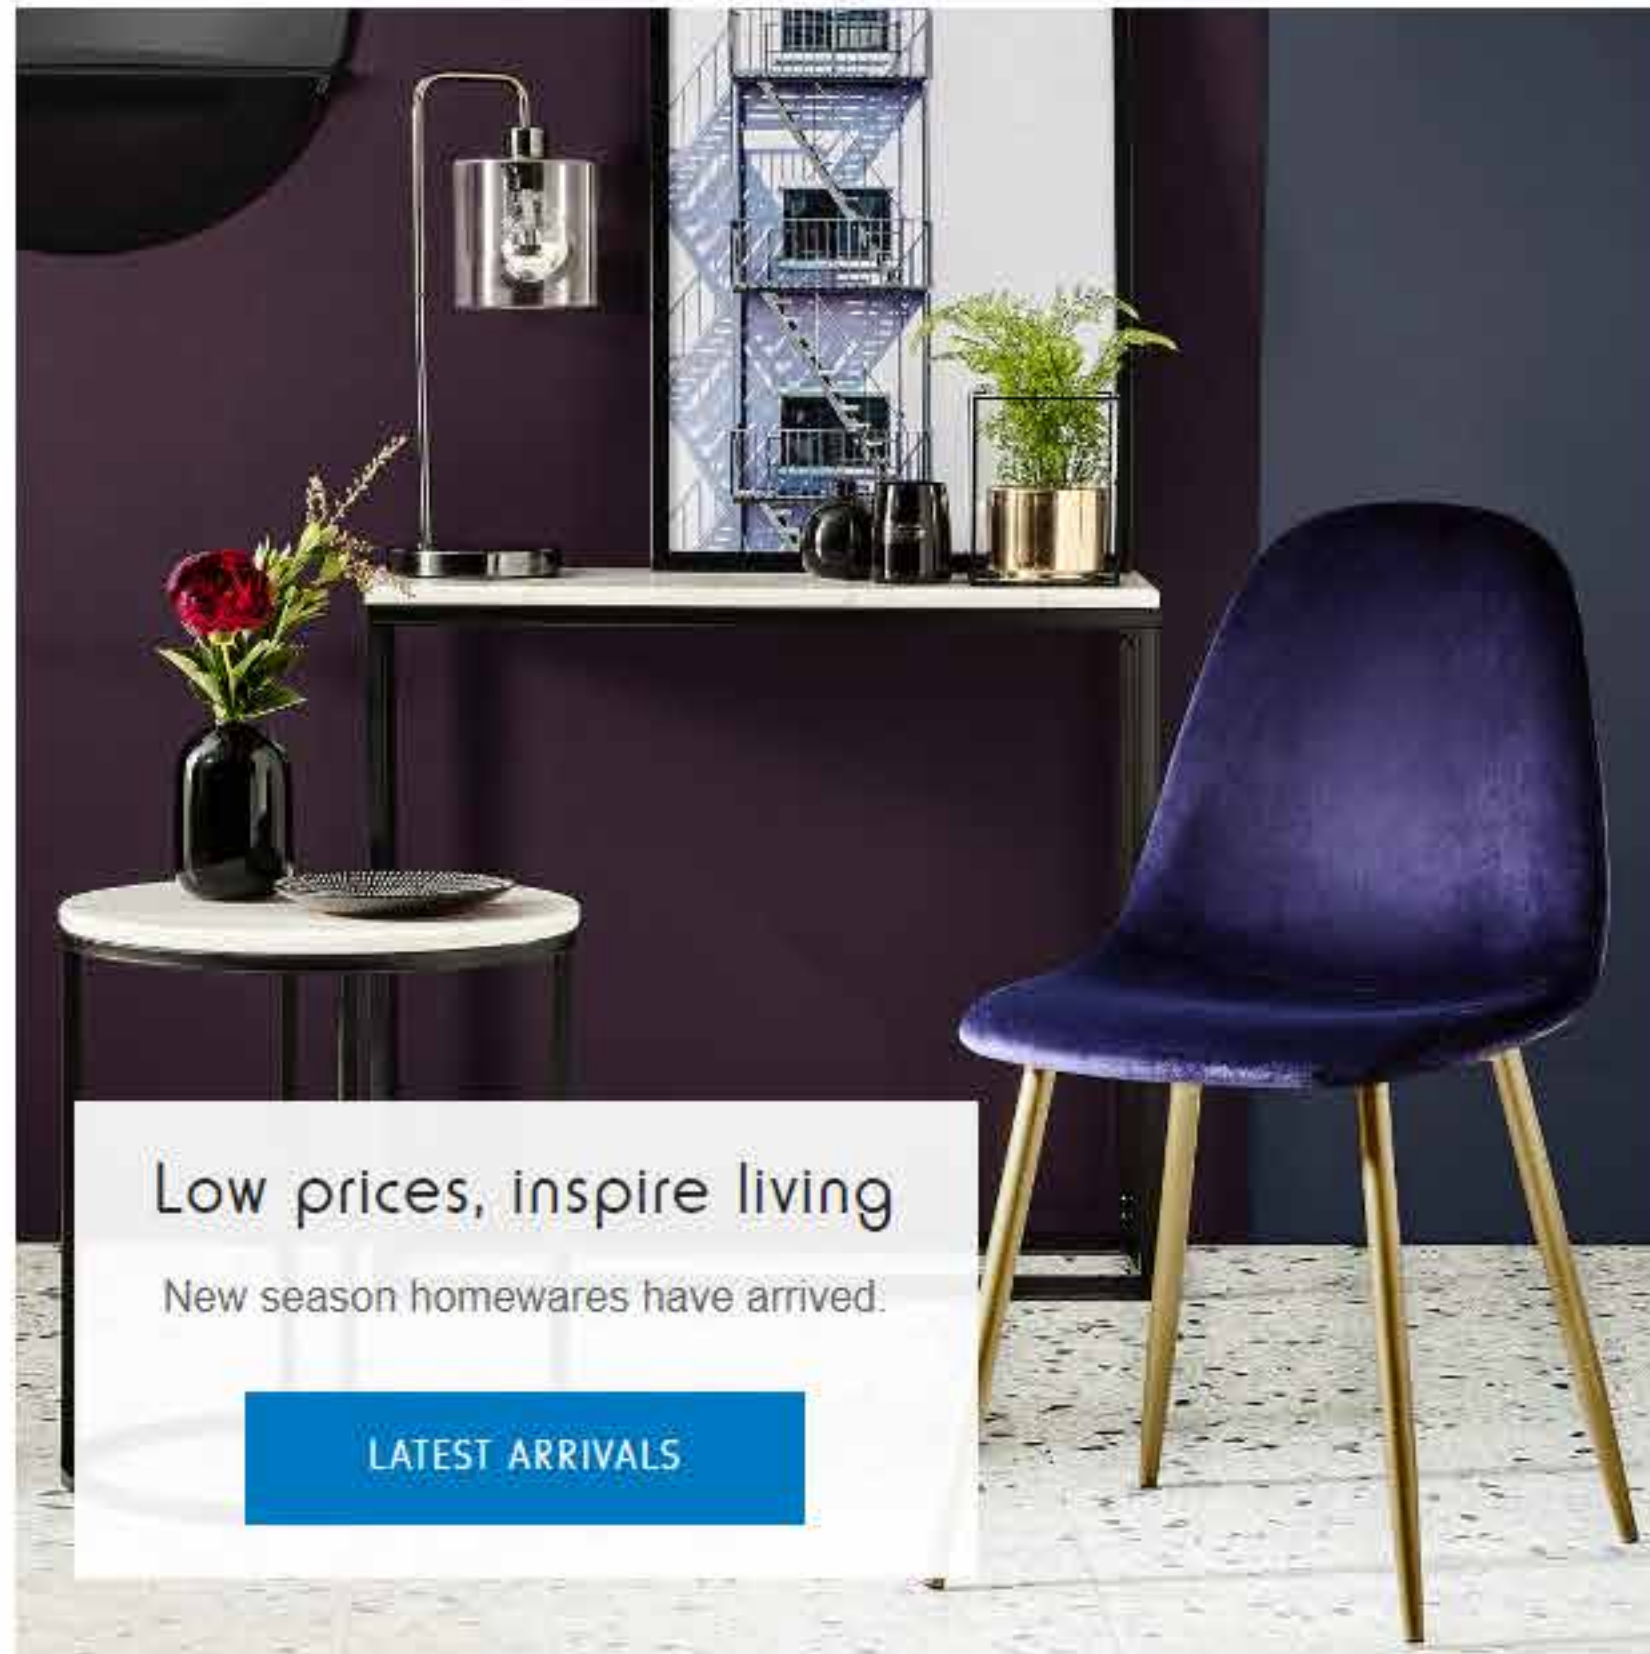 Low prices, inspire living
New season homewares have arrived.
LATEST ARRIVALS